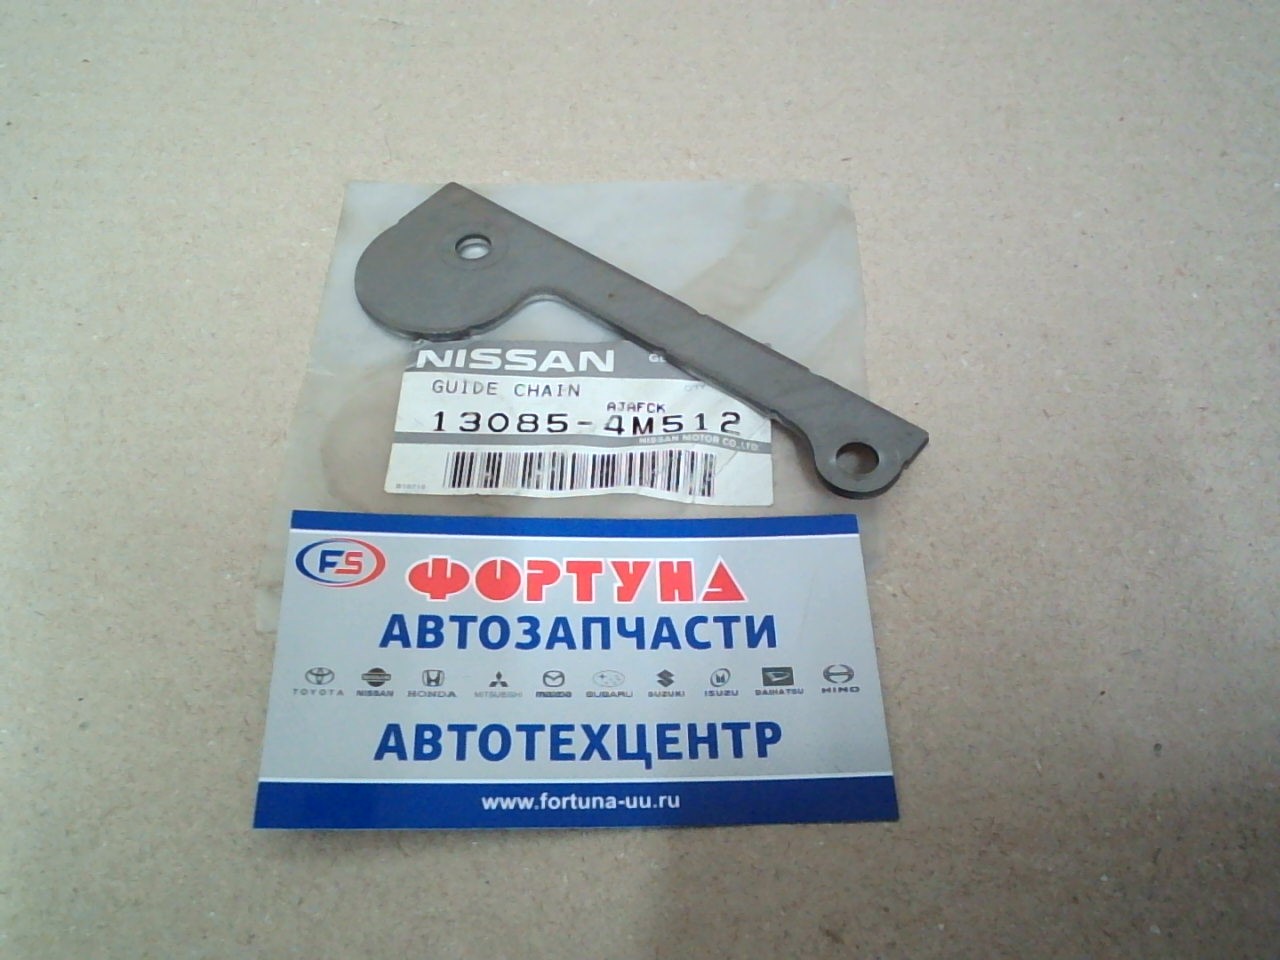 NISSAN
GUIDE CHAIN
AJAFCK
13085-4M512
NISSAN MOTOR CO.,LTD.
FS
ФОРТУНА
АВТОЗАПЧАСТИ
TOYOTA NISSAN HONDA MITSUBISHI mazda SUBARU SUZUKI ISUZU DAIHATSU HINO
АВТОТЕХЦЕНТР
www.fortuna-uu.ru